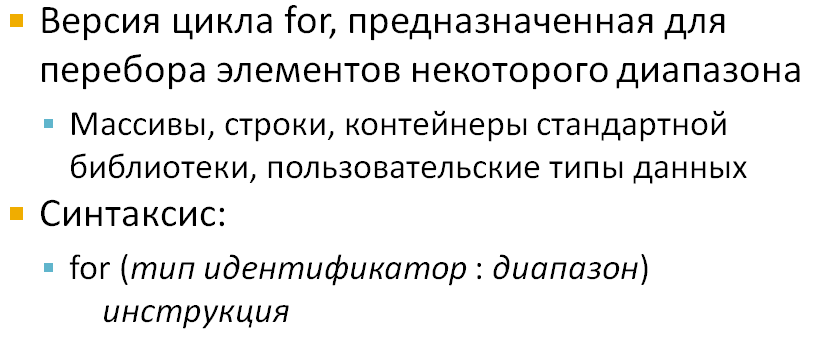 Версия цикла for, предназначенная для
перебора элементов некоторого диапазона
Массивы, строки, контейнеры стандартной
библиотеки, пользовательские типы данных
Синтаксис:
for (тип идентификатор : диапазон)
инструкция